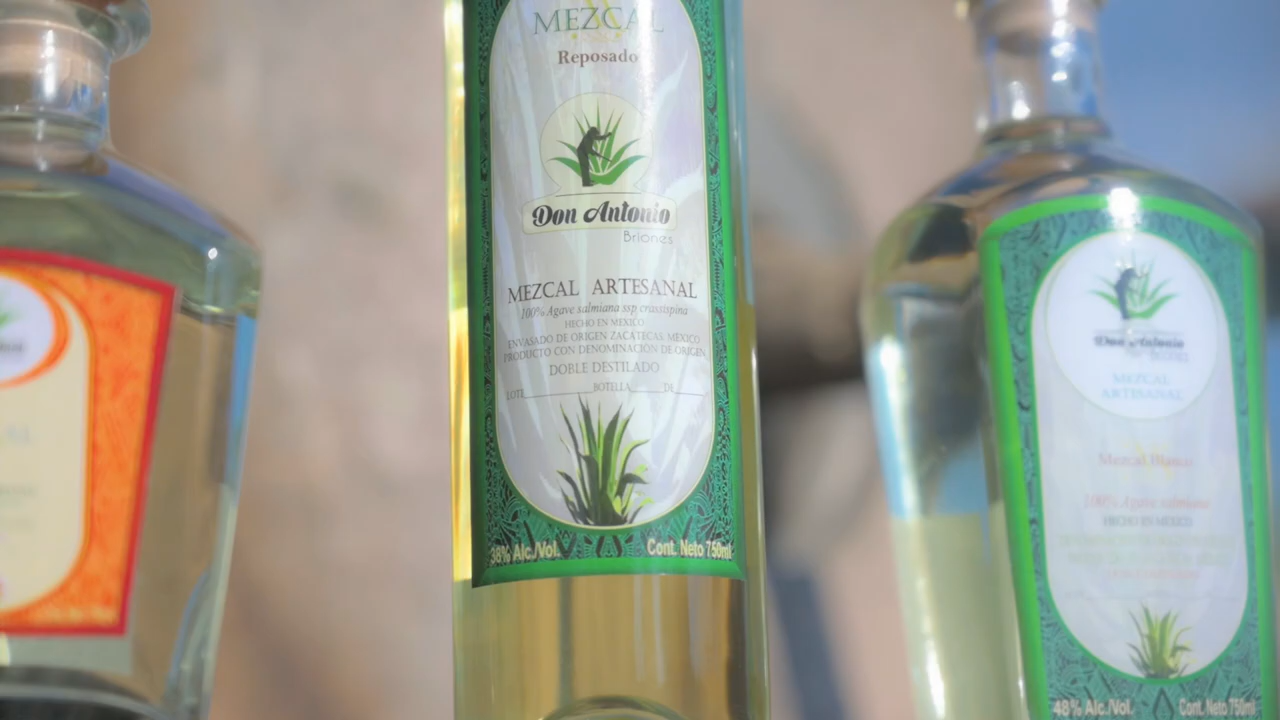 MEZCAL
Reposado
Don Antonio
Briones
MEZCAL ARTESANAL
100% Agave salmiana ssp crassispina
HECHO EN MEXICO
ENVASADO DE ORIGEN ZACATECAS, MEXICO
PRODUCTO CON DENOMINACIÓN DE ORIGEN
DOBLE DESTILADO
LOTE____BOTELLA____DE____
38% Alc./Vol. Cont. Neto 750ml
Don Antonio
Briones
MEZCAL
ARTESANAL
Mezcal Blanco
100% Agave salmiana
HECHO EN MEXICO
48% Alc./Vol. Cont. Neto 750ml